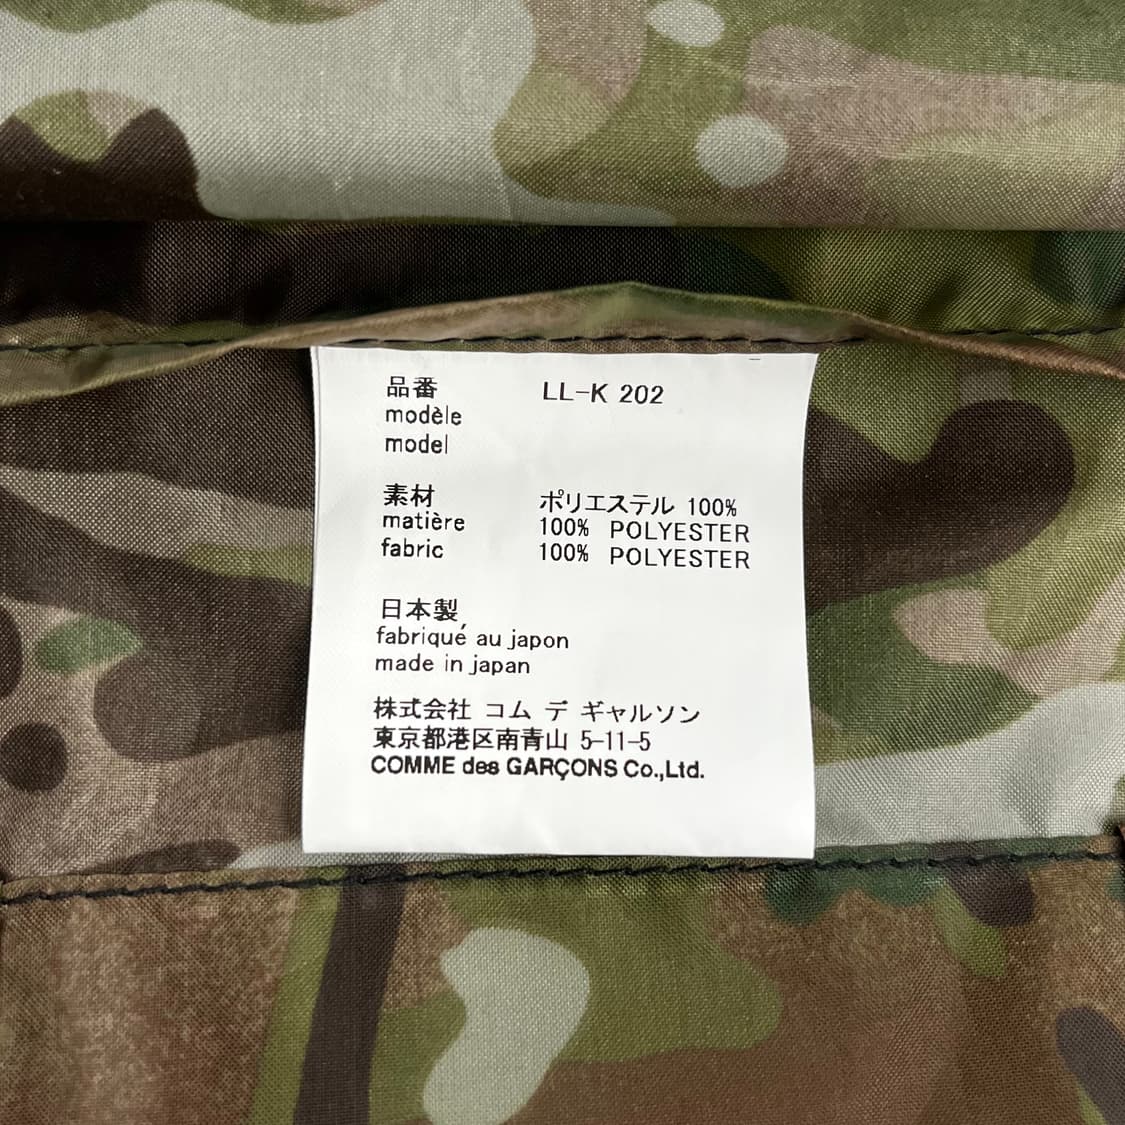 品番 LL-K 202
modèle
model
素材 ポリエステル 100%
matière 100% POLYESTER
fabric 100% POLYESTER
日本製
fabriqué au japon
made in japan
株式会社 コム デ ギャルソン
東京都港区南青山 5-11-5
COMME des GARÇONS Co.,Ltd.